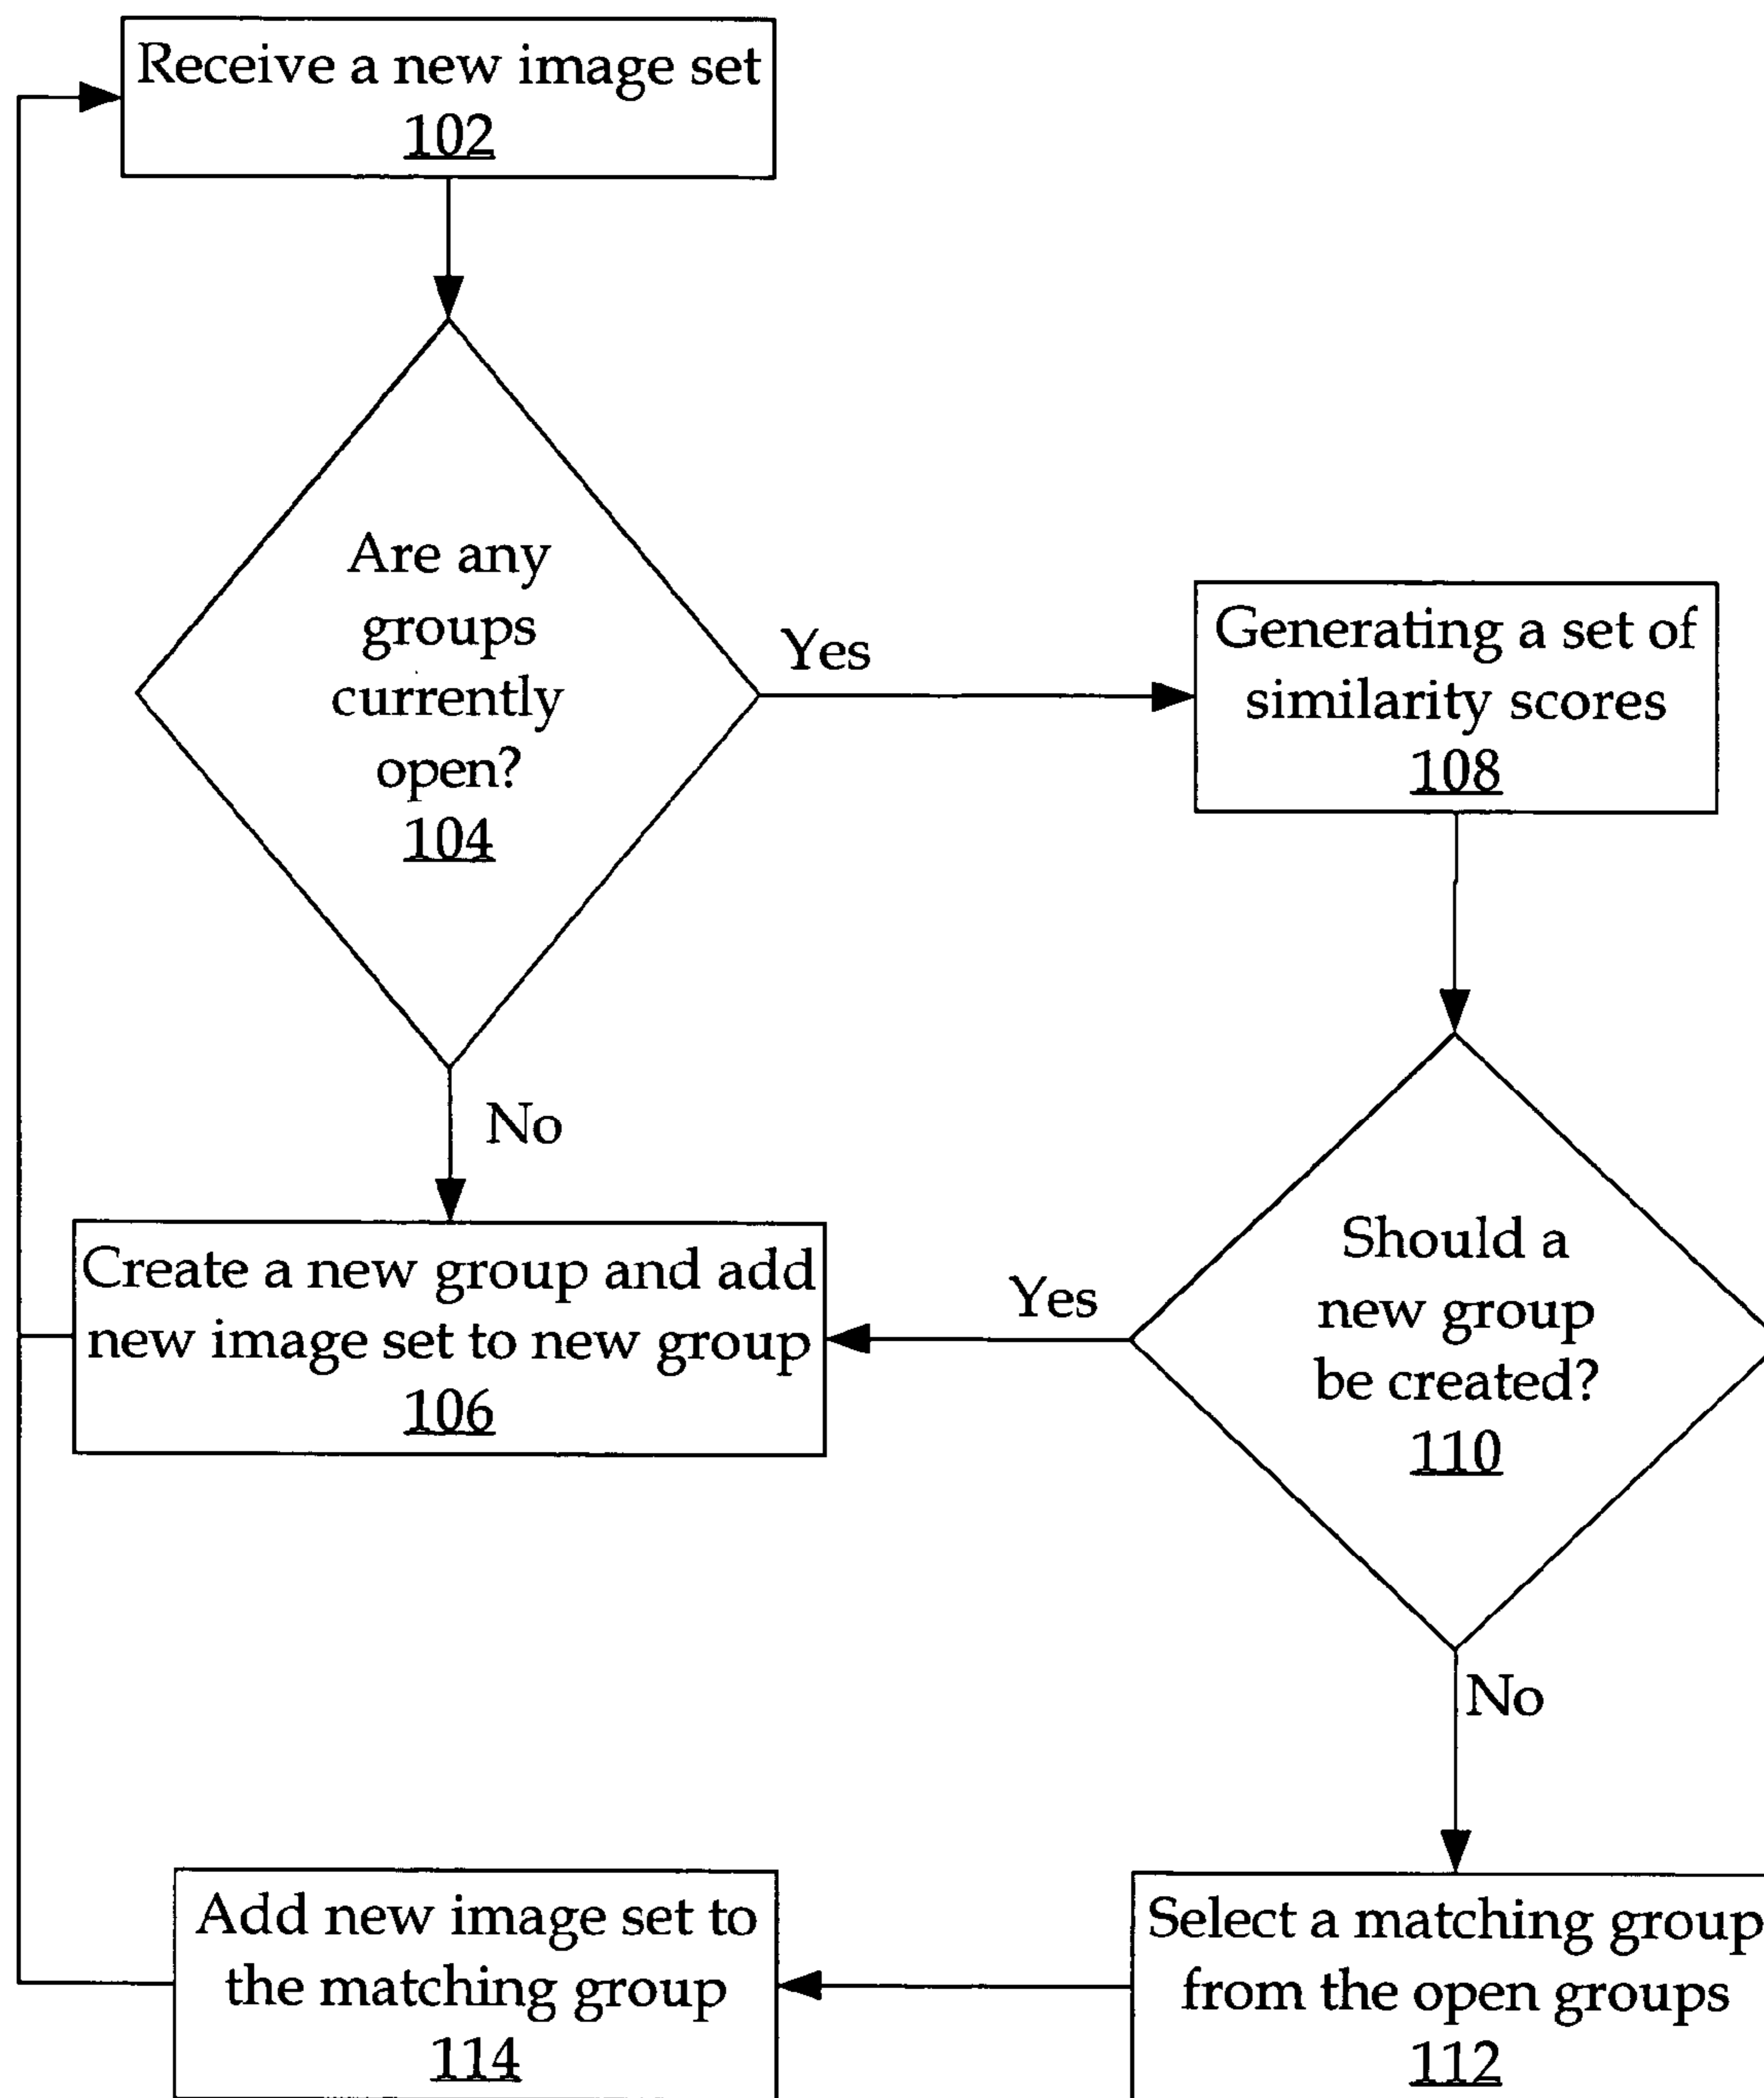 Receive a new image set
102
Are any
groups
currently
open?
104
Yes
Generating a set of
similarity scores
108
No
Create a new group and add
new image set to new group
106
Yes
Should a
new group
be created?
110
No
Add new image set to
the matching group
114
Select a matching group
from the open groups
112